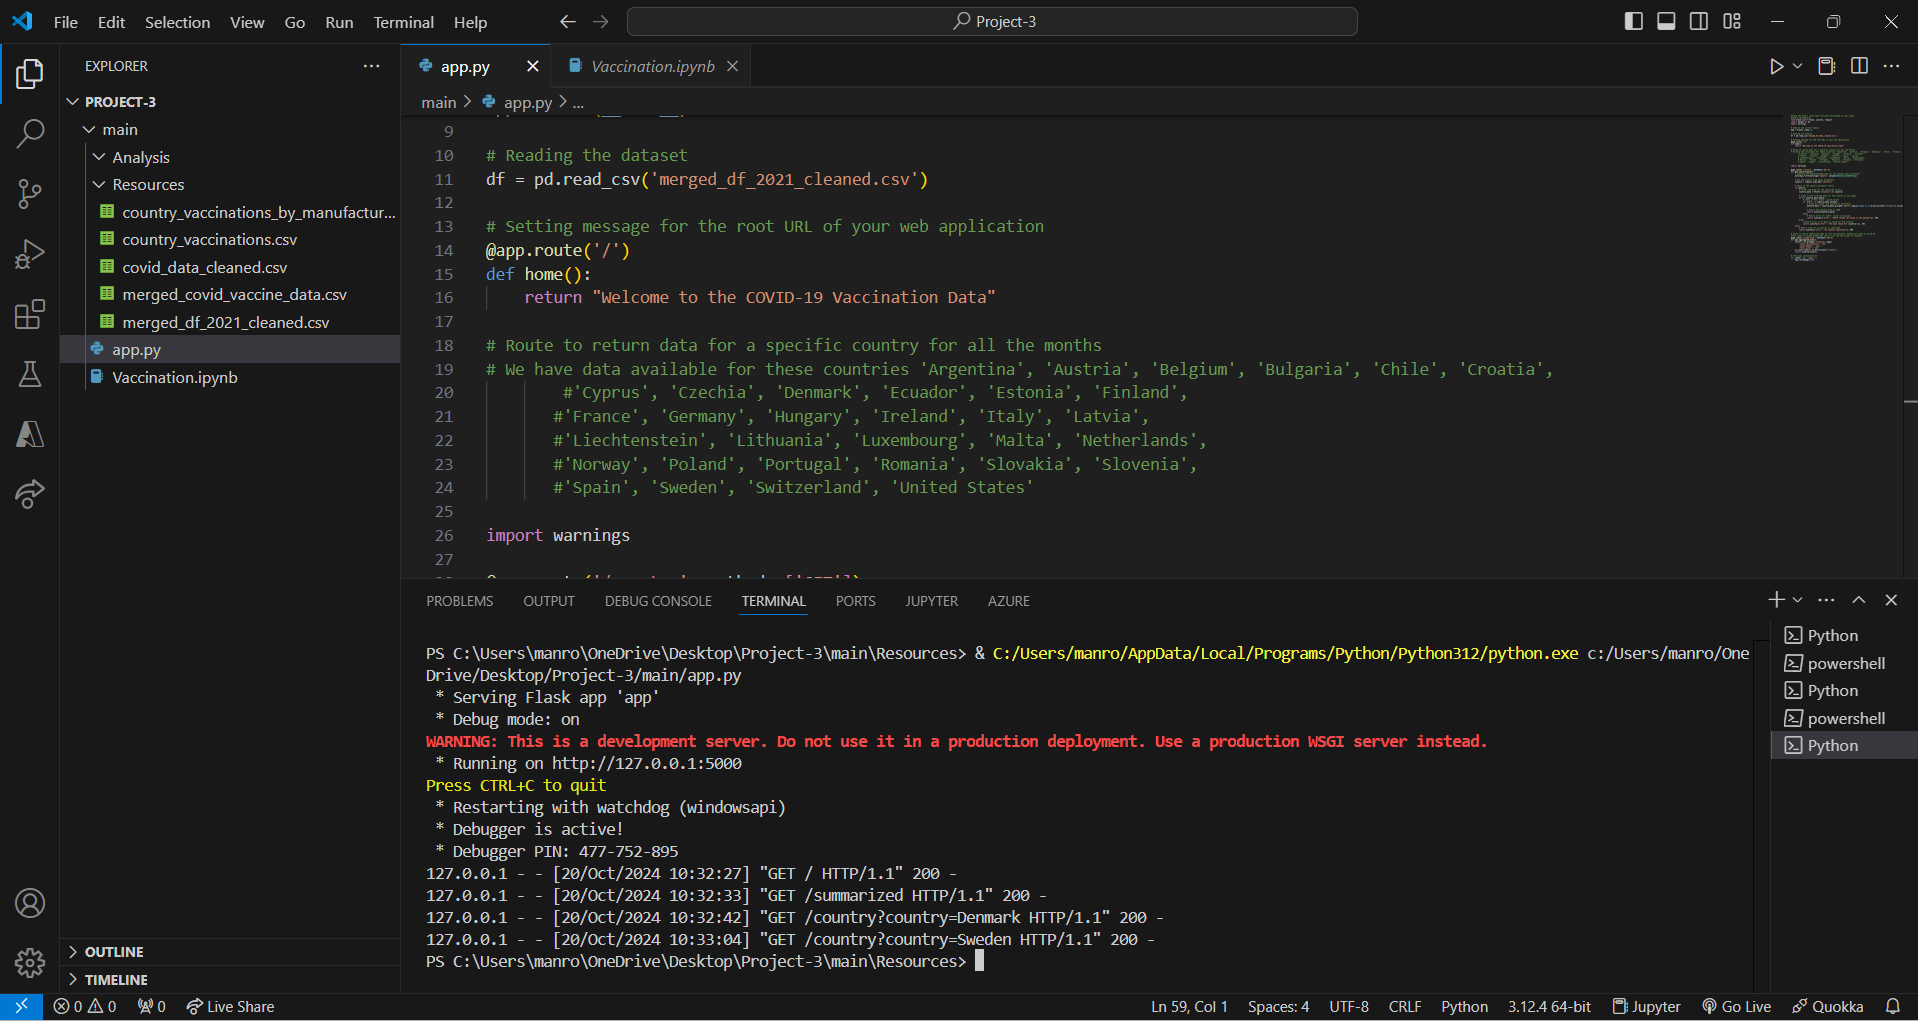 File Edit Selection View Go Run Terminal Help
Project-3
EXPLORER
PROJECT-3
main
Analysis
Resources
country_vaccinations_by_manufactur...
country_vaccinations.csv
covid_data_cleaned.csv
merged_covid_vaccine_data.csv
merged_df_2021_cleaned.csv
app.py
Vaccination.ipynb
OUTLINE
TIMELINE
app.py Vaccination.ipynb
main > app.py > ...
9
10 # Reading the dataset
11 df = pd.read_csv('merged_df_2021_cleaned.csv')
12
13 # Setting message for the root URL of your web application
14 @app.route('/')
15 def home():
16 return "Welcome to the COVID-19 Vaccination Data"
17
18 # Route to return data for a specific country for all the months
19 # We have data available for these countries 'Argentina', 'Austria', 'Belgium', 'Bulgaria', 'Chile', 'Croatia',
20 #'Cyprus', 'Czechia', 'Denmark', 'Ecuador', 'Estonia', 'Finland',
21 #'France', 'Germany', 'Hungary', 'Ireland', 'Italy', 'Latvia',
22 #'Liechtenstein', 'Lithuania', 'Luxembourg', 'Malta', 'Netherlands',
23 #'Norway', 'Poland', 'Portugal', 'Romania', 'Slovakia', 'Slovenia',
24 #'Spain', 'Sweden', 'Switzerland', 'United States'
25
26 import warnings
27
PROBLEMS OUTPUT DEBUG CONSOLE TERMINAL PORTS JUPYTER AZURE
PS C:\Users\manro\OneDrive\Desktop\Project-3\main\Resources> & C:/Users/manro/AppData/Local/Programs/Python/Python312/python.exe c:/Users/manro/One
Drive/Desktop/Project-3/main/app.py
* Serving Flask app 'app'
* Debug mode: on
WARNING: This is a development server. Do not use it in a production deployment. Use a production WSGI server instead.
* Running on http://127.0.0.1:5000
Press CTRL+C to quit
* Restarting with watchdog (windowsapi)
* Debugger is active!
* Debugger PIN: 477-752-895
127.0.0.1 - - [20/Oct/2024 10:32:27] "GET / HTTP/1.1" 200 -
127.0.0.1 - - [20/Oct/2024 10:32:33] "GET /summarized HTTP/1.1" 200 -
127.0.0.1 - - [20/Oct/2024 10:32:42] "GET /country?country=Denmark HTTP/1.1" 200 -
127.0.0.1 - - [20/Oct/2024 10:33:04] "GET /country?country=Sweden HTTP/1.1" 200 -
PS C:\Users\manro\OneDrive\Desktop\Project-3\main\Resources>
Python
powershell
Python
powershell
Python
0 0 0 Live Share
Ln 59, Col 1 Spaces: 4 UTF-8 CRLF Python 3.12.4 64-bit Jupyter Go Live Quokka